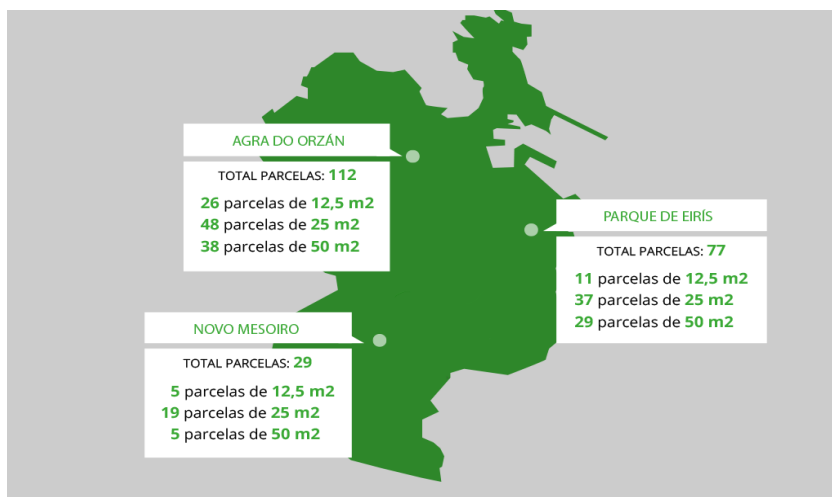 AGRA DO ORZÁN
TOTAL PARCELAS: 112
26 parcelas de 12,5 m2
48 parcelas de 25 m2
38 parcelas de 50 m2
PARQUE DE EIRÍS
TOTAL PARCELAS: 77
11 parcelas de 12,5 m2
37 parcelas de 25 m2
29 parcelas de 50 m2
NOVO MESOIRO
TOTAL PARCELAS: 29
5 parcelas de 12,5 m2
19 parcelas de 25 m2
5 parcelas de 50 m2